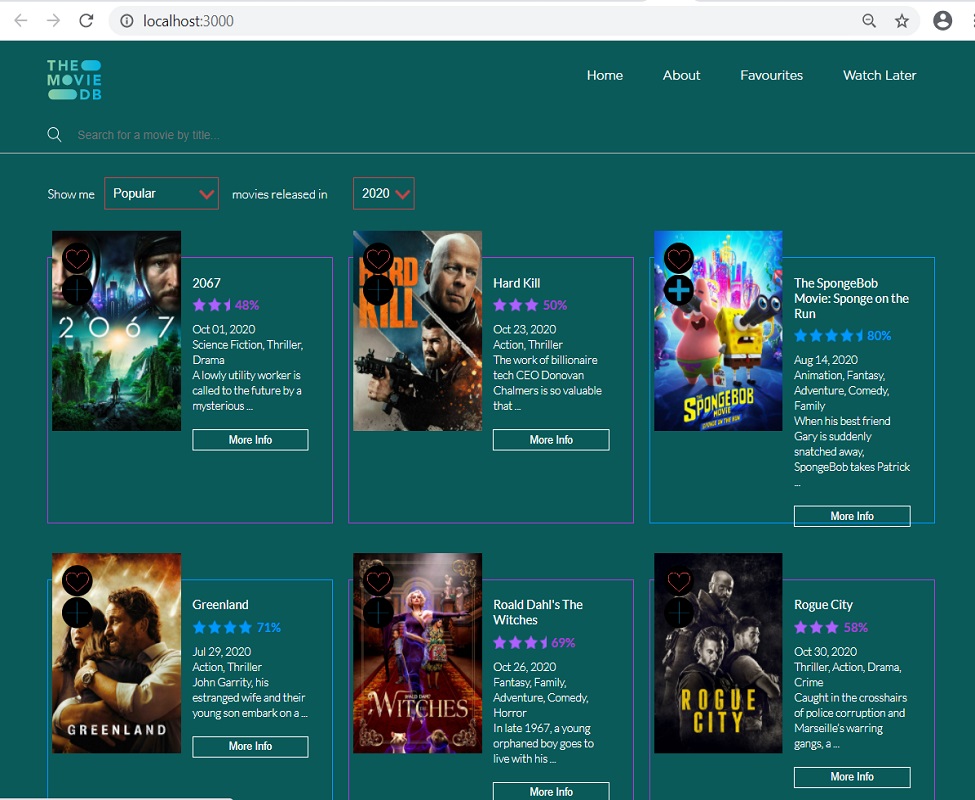 localhost:3000
THE
MOVIE
DB
Home About Favourites Watch Later
Search for a movie by title...
Show me Popular movies released in 2020
2067
2067
48%
Oct 01, 2020
Science Fiction, Thriller,
Drama
A lowly utility worker is
called to the future by a
mysterious ...
More Info
HARD
KILL
Hard Kill
50%
Oct 23, 2020
Action, Thriller
The work of billionaire
tech CEO Donovan
Chalmers is so valuable
that ...
More Info
THE
SPONGEBOB
MOVIE
SPONGE ON THE RUN
The SpongeBob
Movie: Sponge on the
Run
80%
Aug 14, 2020
Animation, Fantasy,
Adventure, Comedy,
Family
When his best friend
Gary is suddenly
snatched away,
SpongeBob takes Patrick
...
More Info
GREENLAND
Greenland
71%
Jul 29, 2020
Action, Thriller
John Garrity, his
estranged wife and their
young son embark on a ...
More Info
ROALD DAHL'S
THE WITCHES
Roald Dahl's The
Witches
69%
Oct 26, 2020
Fantasy, Family,
Adventure, Comedy,
Horror
In late 1967, a young
orphaned boy goes to
live with his ...
More Info
ROGUE
CITY
Rogue City
58%
Oct 30, 2020
Thriller, Action, Drama,
Crime
Caught in the crosshairs
of police corruption and
Marseille's warring
gangs, a ...
More Info